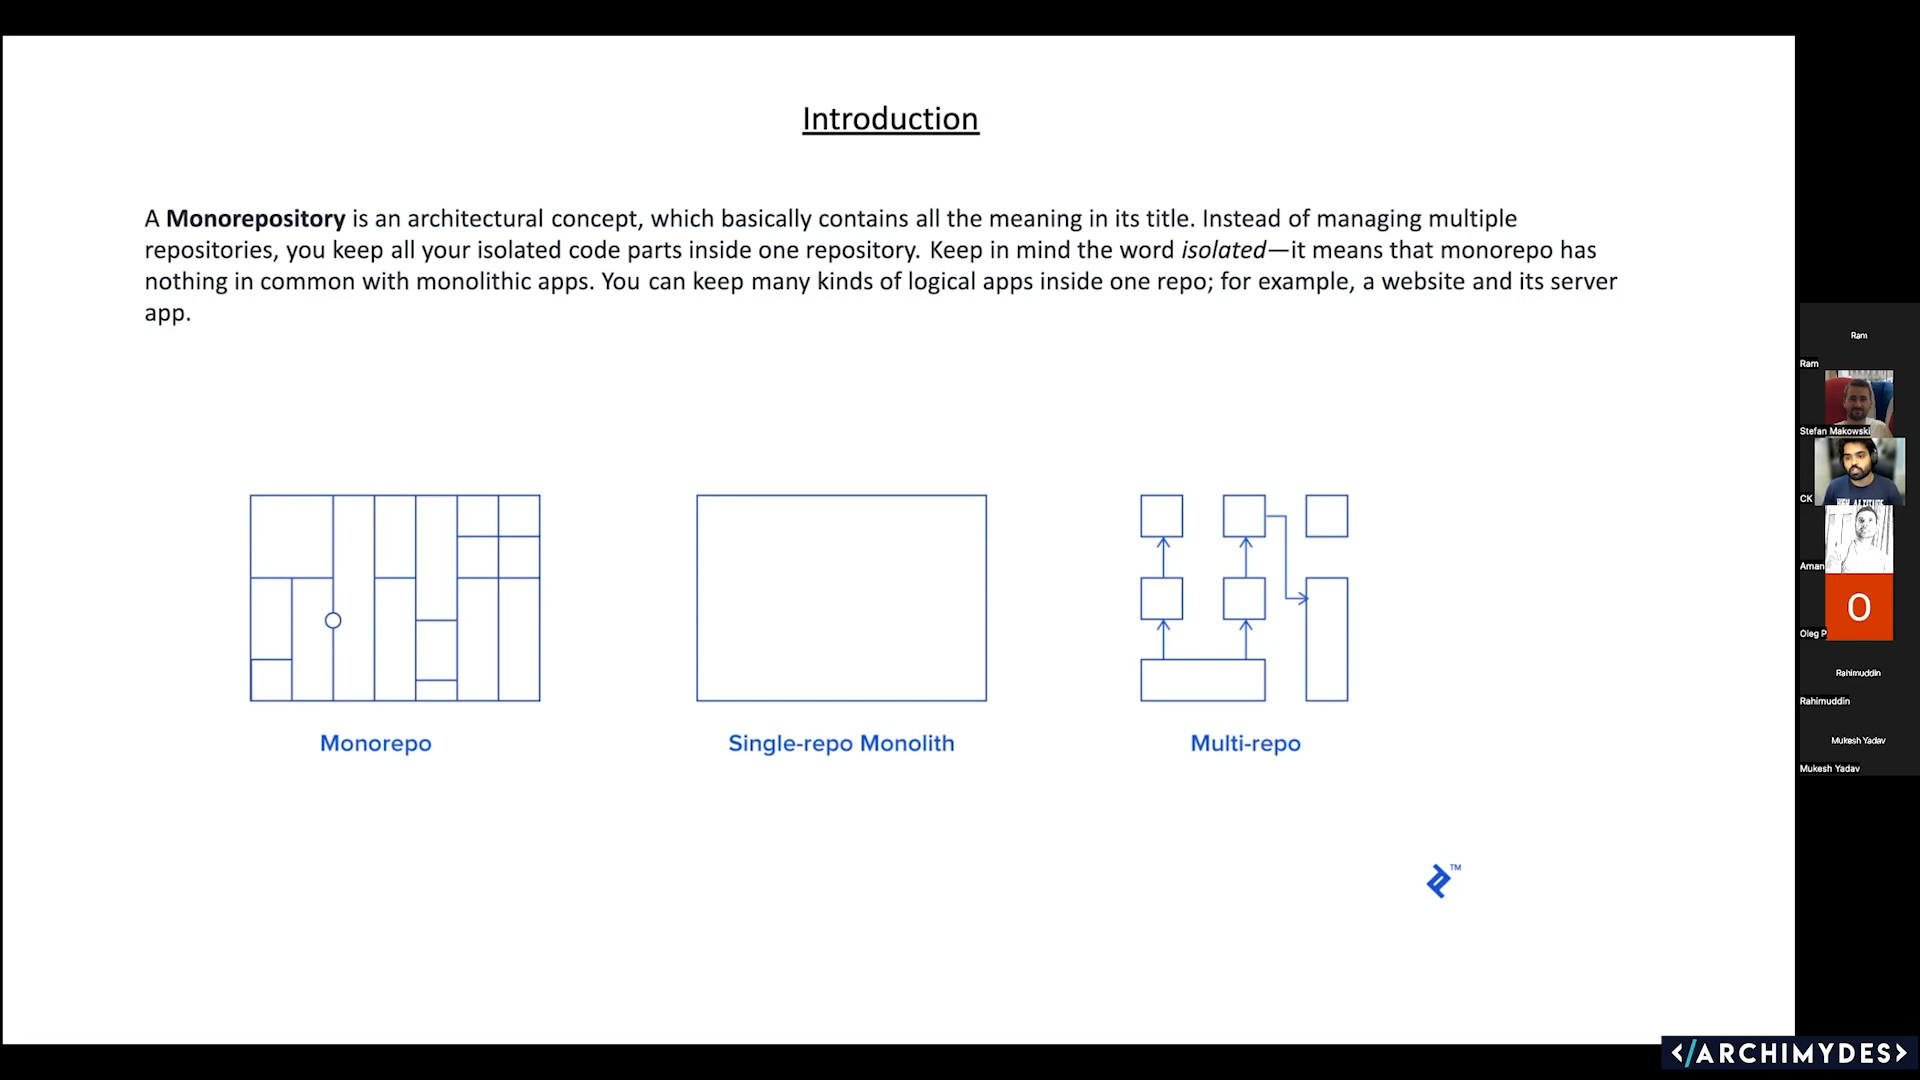 Introduction
A Monorepository is an architectural concept, which basically contains all the meaning in its title. Instead of managing multiple
repositories, you keep all your isolated code parts inside one repository. Keep in mind the word isolated—it means that monorepo has
nothing in common with monolithic apps. You can keep many kinds of logical apps inside one repo; for example, a website and its server
app.
Monorepo
Single-repo Monolith
Multi-repo
TM
Ram
Ram
Stefan Makowski
CK
HIGH ALTITUDE
Aman
O
Oleg P
Rahimuddin
Rahimuddin
Mukesh Yadav
Mukesh Yadav
</ARCHIMYDES>